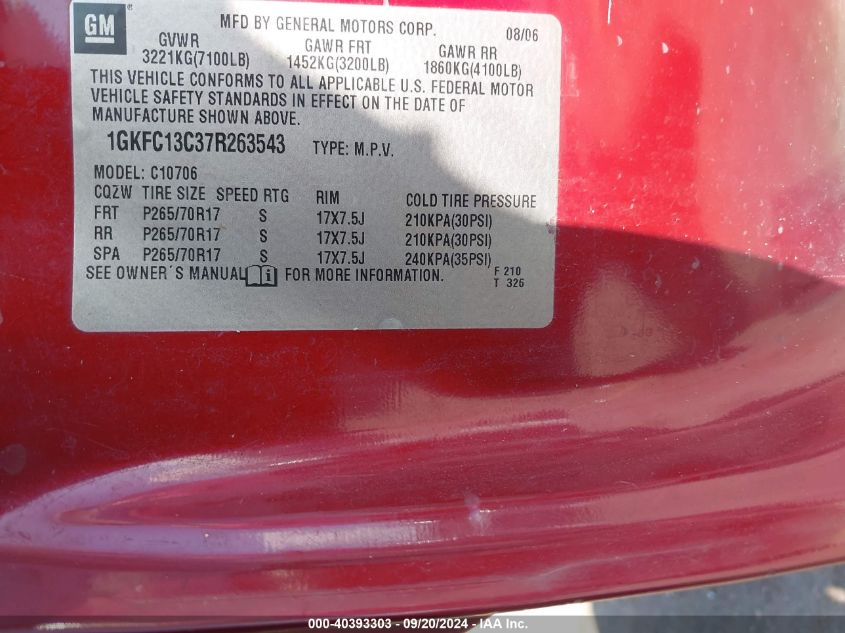 GM
®
MFD BY GENERAL MOTORS CORP. 08/06
GVWR GAWR FRT GAWR RR
3221KG(7100LB) 1452KG(3200LB) 1860KG(4100LB)
THIS VEHICLE CONFORMS TO ALL APPLICABLE U.S. FEDERAL MOTOR
VEHICLE SAFETY STANDARDS IN EFFECT ON THE DATE OF
MANUFACTURE SHOWN ABOVE.
1GKFC13C37R263543 TYPE: M.P.V.
MODEL: C10706
CQZW TIRE SIZE SPEED RTG RIM COLD TIRE PRESSURE
FRT P265/70R17 S 17X7.5J 210KPA(30PSI)
RR P265/70R17 S 17X7.5J 210KPA(30PSI)
SPA P265/70R17 S 17X7.5J 240KPA(35PSI)
SEE OWNER'S MANUAL i FOR MORE INFORMATION.
F 210
T 326
000-40393303 - 09/20/2024 - IAA Inc.